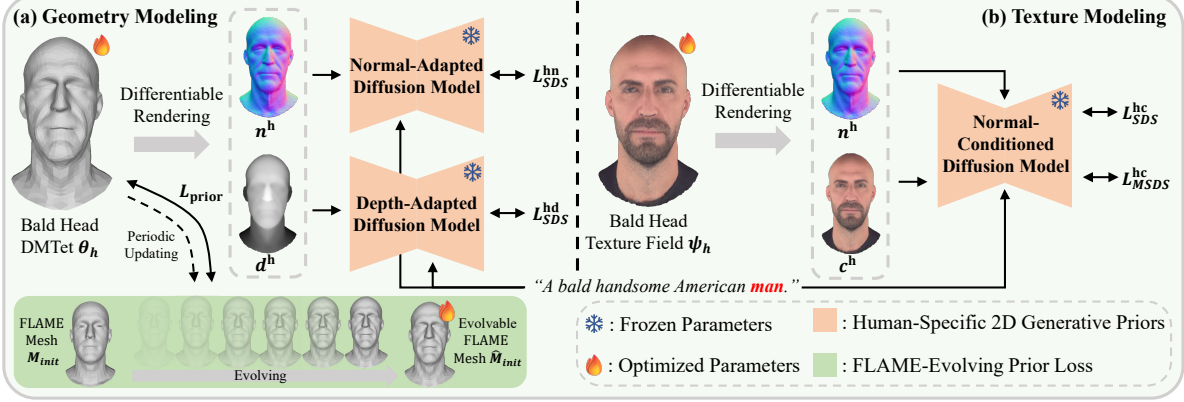 (a) Geometry Modeling
Differentiable
Rendering
n^h
d^h
Normal-Adapted
Diffusion Model
L_SDS^hn
Depth-Adapted
Diffusion Model
L_SDS^hd
L_prior
Bald Head
DMTet θ_h
Periodic
Updating
FLAME
Mesh
M_init
Evolving
Evolvable
FLAME
Mesh M̂_init
(b) Texture Modeling
Differentiable
Rendering
Bald Head
Texture Field ψ_h
n^h
c^h
Normal-
Conditioned
Diffusion Model
L_SDS^hc
L_MSDS^hc
“A bald handsome American man.”
: Frozen Parameters
: Human-Specific 2D Generative Priors
: Optimized Parameters
: FLAME-Evolving Prior Loss